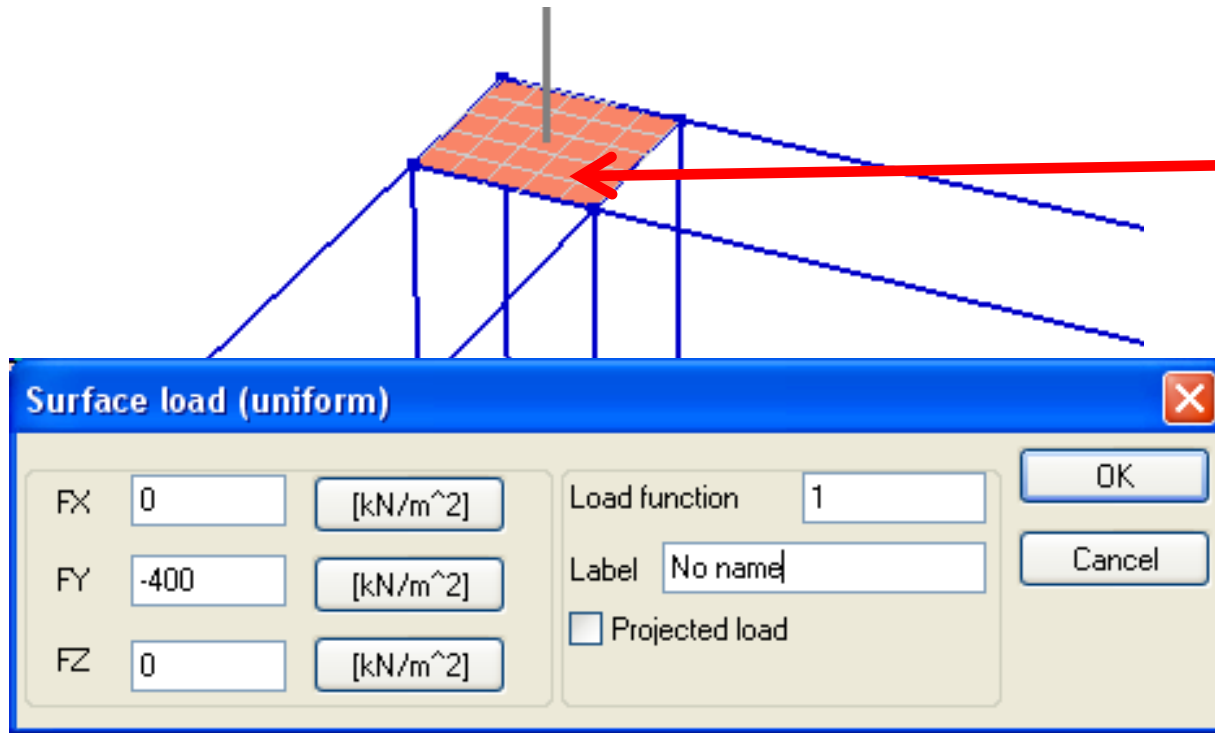 Surface load (uniform)
FX 0 [kN/m^2]
FY -400 [kN/m^2]
FZ 0 [kN/m^2]
Load function 1
Label No name
Projected load
OK
Cancel